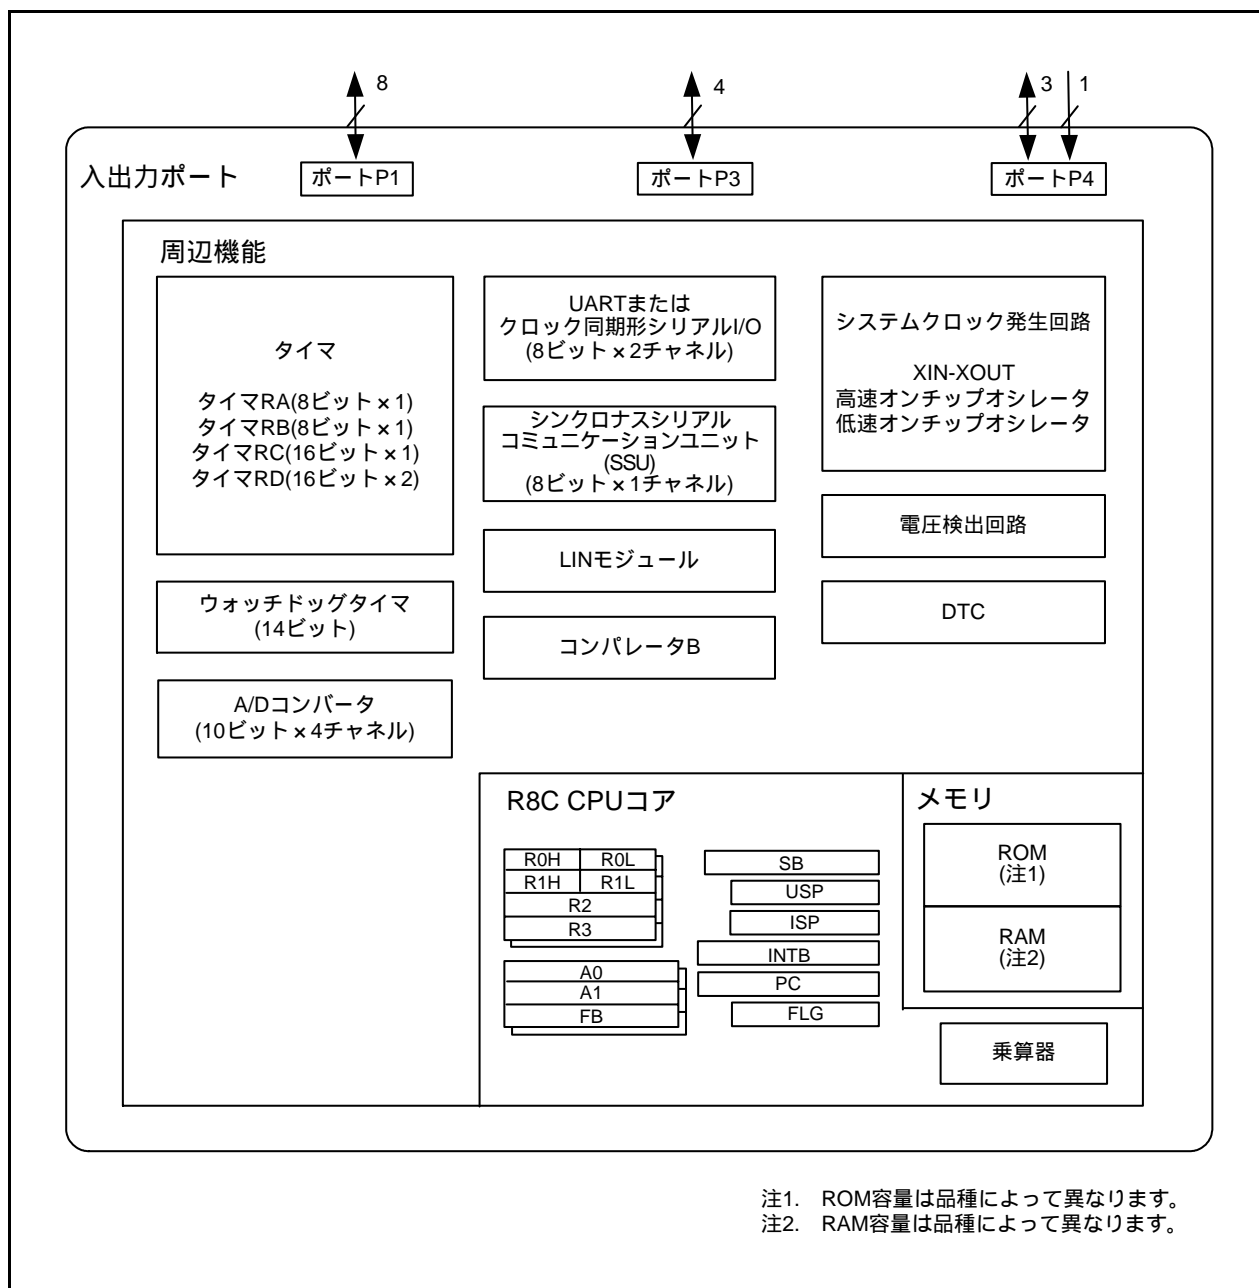 8
4
3
1
入出力ポート
ポートP1
ポートP3
ポートP4
周辺機能
タイマ
タイマRA(8ビット×1)
タイマRB(8ビット×1)
タイマRC(16ビット×1)
タイマRD(16ビット×2)
ウォッチドッグタイマ
(14ビット)
A/Dコンバータ
(10ビット×4チャネル)
UARTまたは
クロック同期形シリアルI/O
(8ビット×2チャネル)
シンクロナスシリアル
コミュニケーションユニット
(SSU)
(8ビット×1チャネル)
LINモジュール
コンパレータB
システムクロック発生回路
XIN-XOUT
高速オンチップオシレータ
低速オンチップオシレータ
電圧検出回路
DTC
R8C CPUコア
R0H
R0L
R1H
R1L
R2
R3
A0
A1
FB
SB
USP
ISP
INTB
PC
FLG
メモリ
ROM
(注1)
RAM
(注2)
乗算器
注1. ROM容量は品種によって異なります。
注2. RAM容量は品種によって異なります。